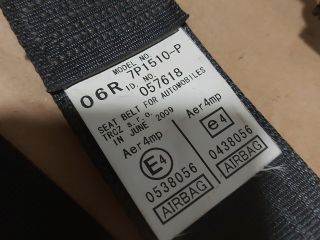 06R
MODEL NO.
7P1510-P
ID. NO.
057618
SEAT BELT FOR AUTOMOBILES
TRCZ s.r.o.
IN JUNE 2009
Aer4mp
E4
0538056
AIRBAG
Aer4mp
e4
0438056
AIRBAG